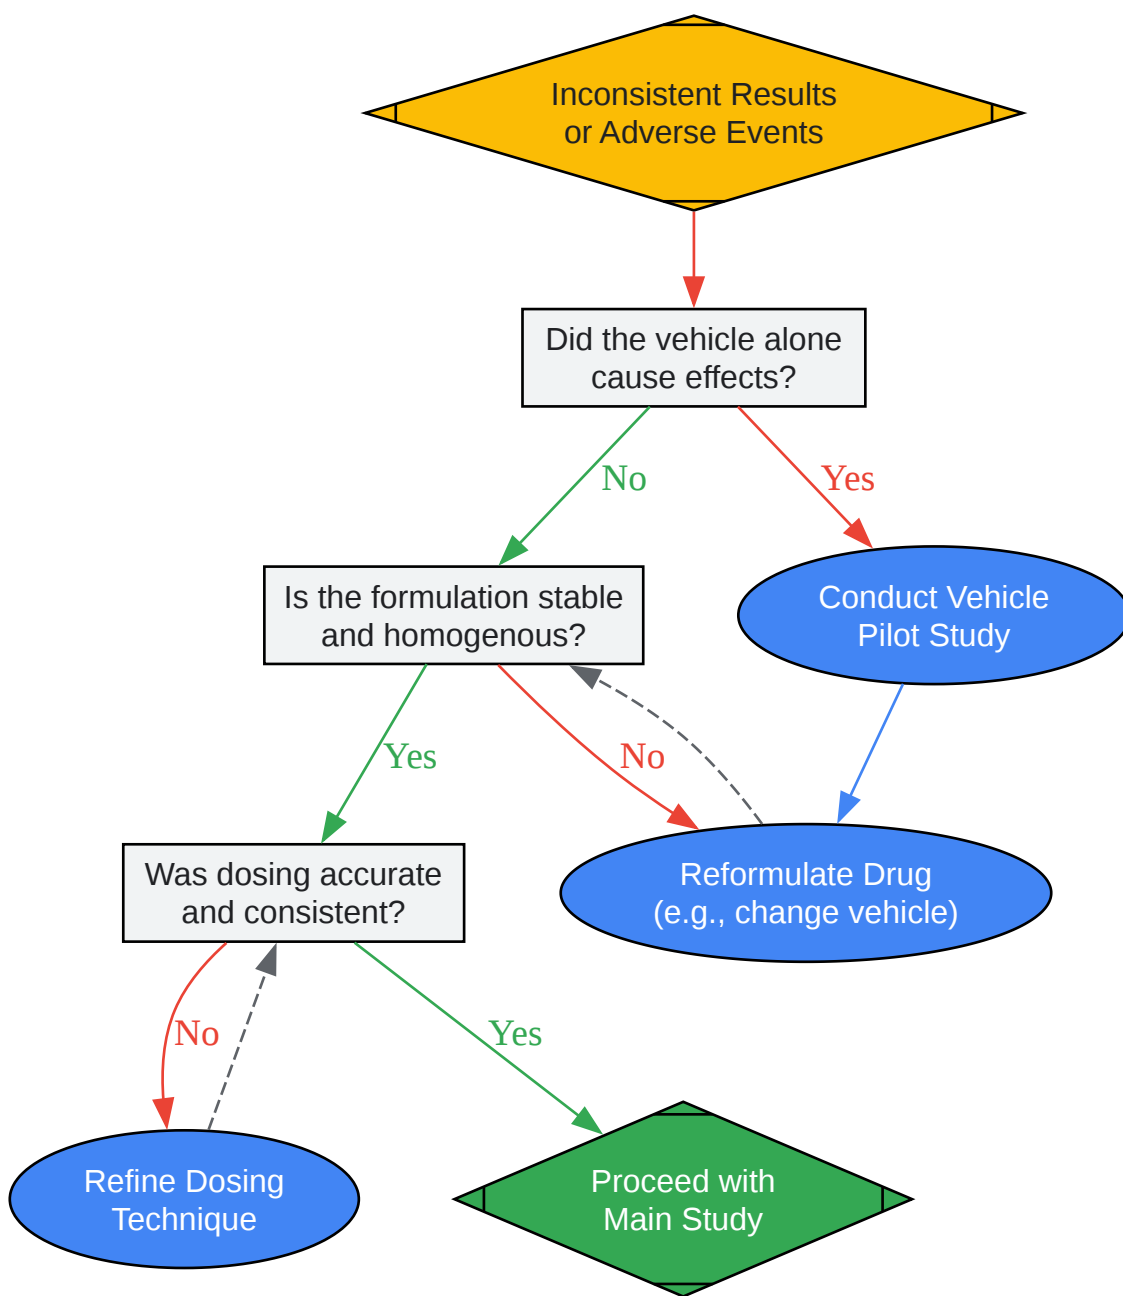 Inconsistent Results
or Adverse Events
Did the vehicle alone
cause effects?
No
Yes
Is the formulation stable
and homogenous?
Conduct Vehicle
Pilot Study
Yes
No
Was dosing accurate
and consistent?
Reformulate Drug
(e.g., change vehicle)
No
Yes
Refine Dosing
Technique
Proceed with
Main Study